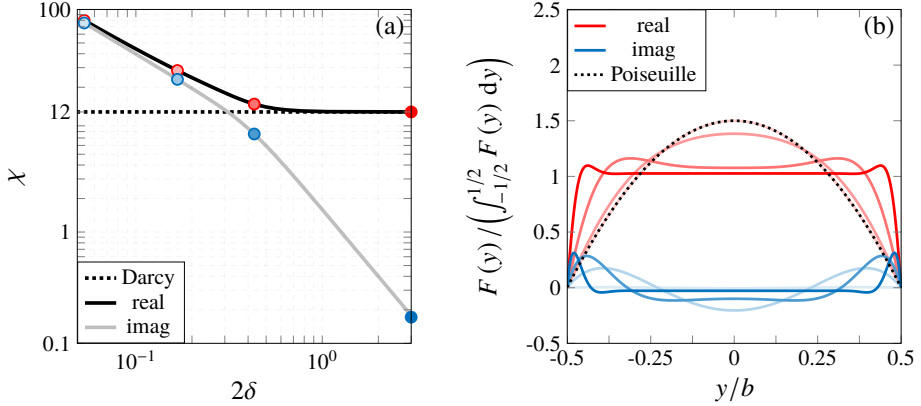 (a)
100
12
1
0.1
χ
Darcy
real
imag
10⁻¹
10⁰
2δ
(b)
2.5
2
1.5
1
0.5
0
-0.5
F(y)/(∫_{-1/2}^{1/2} F(y) dy)
real
imag
Poiseuille
-0.5 -0.25 0 0.25 0.5
y/b